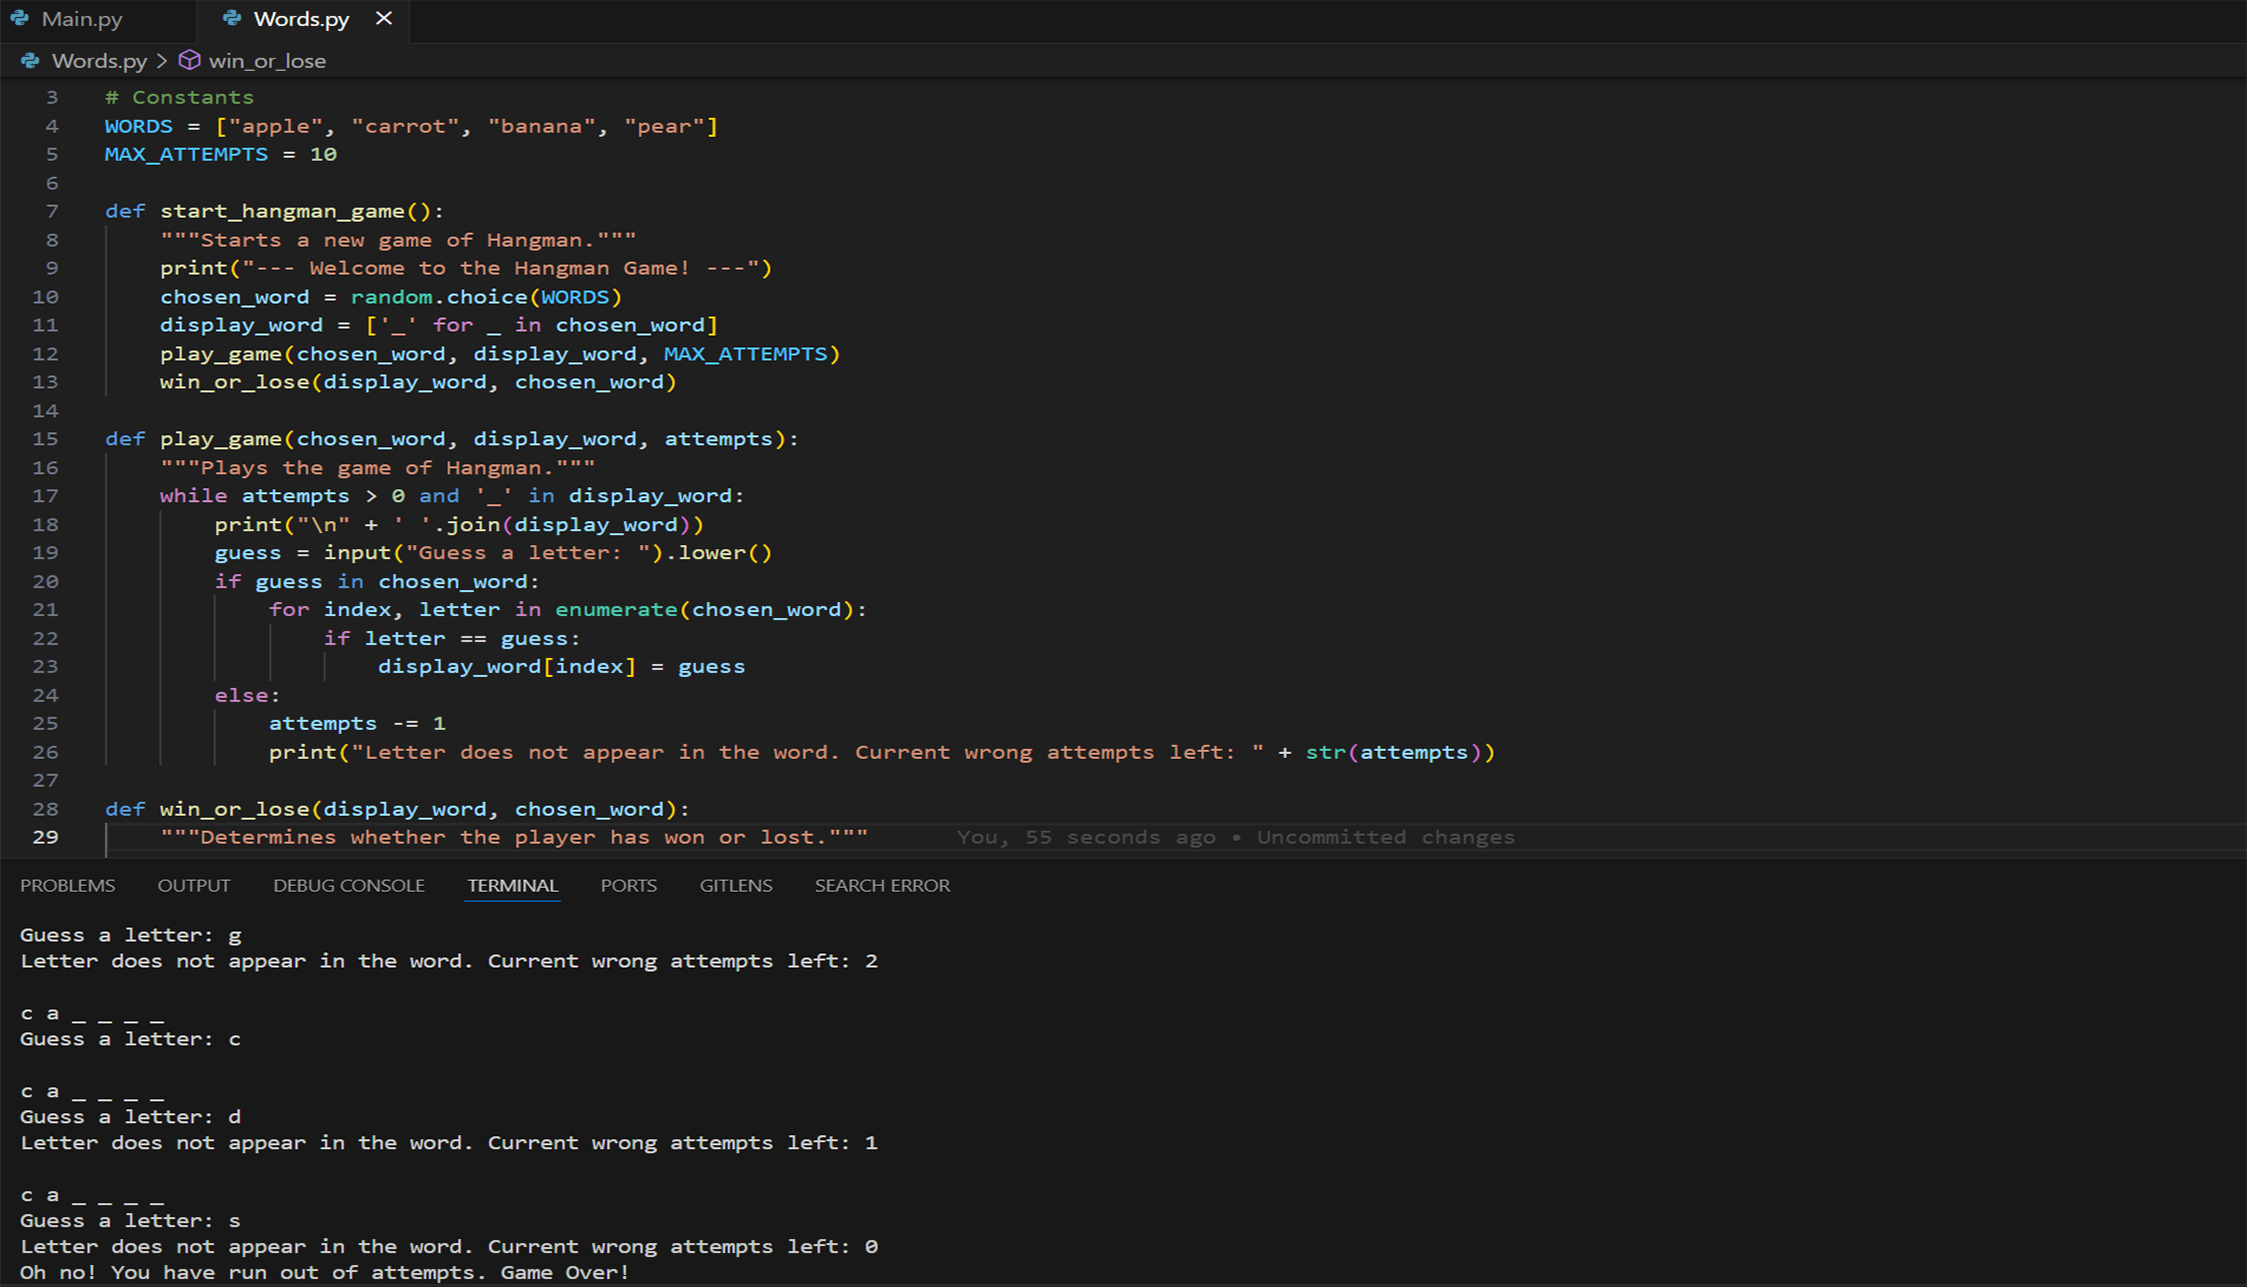 Main.py
Words.py
Words.py > win_or_lose
3 # Constants
4 WORDS = ["apple", "carrot", "banana", "pear"]
5 MAX_ATTEMPTS = 10
6
7 def start_hangman_game():
8 """Starts a new game of Hangman."""
9 print("--- Welcome to the Hangman Game! ---")
10 chosen_word = random.choice(WORDS)
11 display_word = ['_' for _ in chosen_word]
12 play_game(chosen_word, display_word, MAX_ATTEMPTS)
13 win_or_lose(display_word, chosen_word)
14
15 def play_game(chosen_word, display_word, attempts):
16 """Plays the game of Hangman."""
17 while attempts > 0 and '_' in display_word:
18 print("\n" + ' '.join(display_word))
19 guess = input("Guess a letter: ").lower()
20 if guess in chosen_word:
21 for index, letter in enumerate(chosen_word):
22 if letter == guess:
23 display_word[index] = guess
24 else:
25 attempts -= 1
26 print("Letter does not appear in the word. Current wrong attempts left: " + str(attempts))
27
28 def win_or_lose(display_word, chosen_word):
29 """Determines whether the player has won or lost.""" You, 55 seconds ago • Uncommitted changes
PROBLEMS OUTPUT DEBUG CONSOLE TERMINAL PORTS GITLENS SEARCH ERROR
Guess a letter: g
Letter does not appear in the word. Current wrong attempts left: 2
c a _ _ _ _
Guess a letter: c
c a _ _ _ _
Guess a letter: d
Letter does not appear in the word. Current wrong attempts left: 1
c a _ _ _ _
Guess a letter: s
Letter does not appear in the word. Current wrong attempts left: 0
Oh no! You have run out of attempts. Game Over!